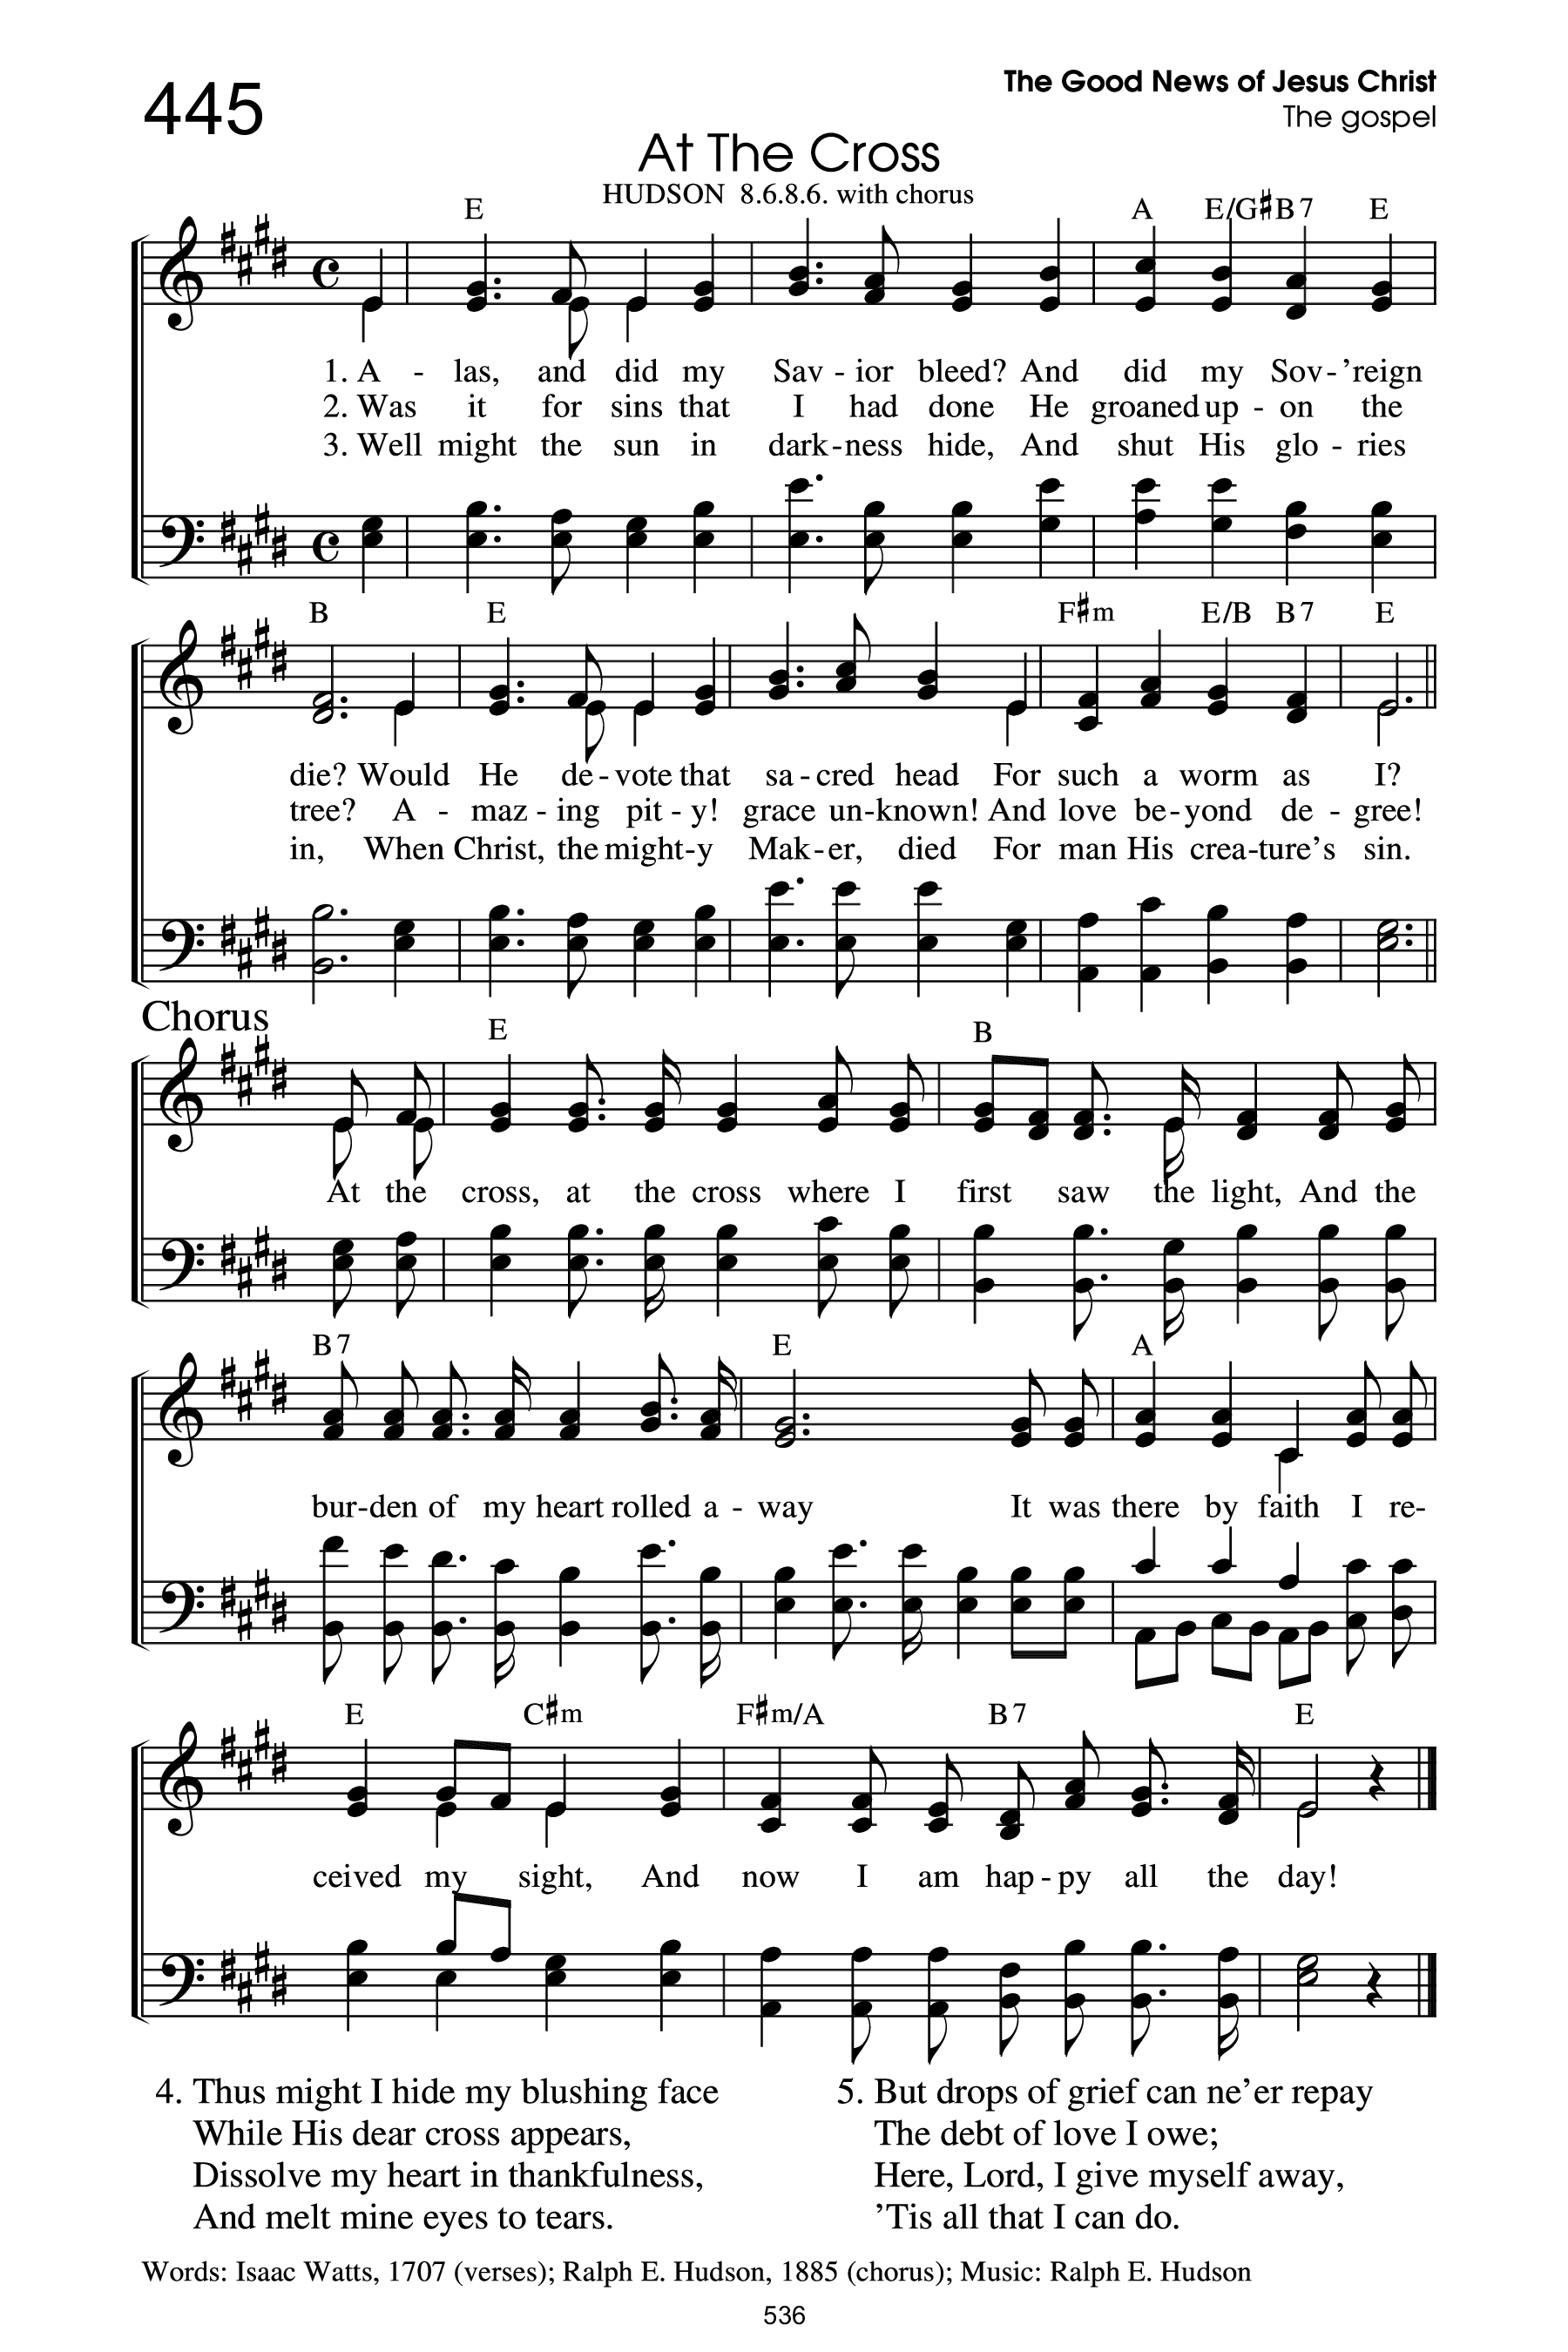 445
The Good News of Jesus Christ
The gospel
At The Cross
HUDSON 8.6.8.6. with chorus
E A E/G♯ B7 E
1. A - las, and did my Sav - ior bleed? And did my Sov - ’reign
2. Was it for sins that I had done He groaned up - on the
3. Well might the sun in dark - ness hide, And shut His glo - ries
B E F♯m E/B B7 E
die? Would He de - vote that sa - cred head For such a worm as I?
tree? A - maz - ing pit - y! grace un - known! And love be - yond de - gree!
in, When Christ, the might - y Mak - er, died For man His crea - ture’s sin.
Chorus
E B
At the cross, at the cross where I first saw the light, And the
B7 E A
bur - den of my heart rolled a - way It was there by faith I re-
E C♯m F♯m/A B7 E
ceived my sight, And now I am hap - py all the day!
4. Thus might I hide my blushing face
While His dear cross appears,
Dissolve my heart in thankfulness,
And melt mine eyes to tears.
5. But drops of grief can ne’er repay
The debt of love I owe;
Here, Lord, I give myself away,
’Tis all that I can do.
Words: Isaac Watts, 1707 (verses); Ralph E. Hudson, 1885 (chorus); Music: Ralph E. Hudson
536